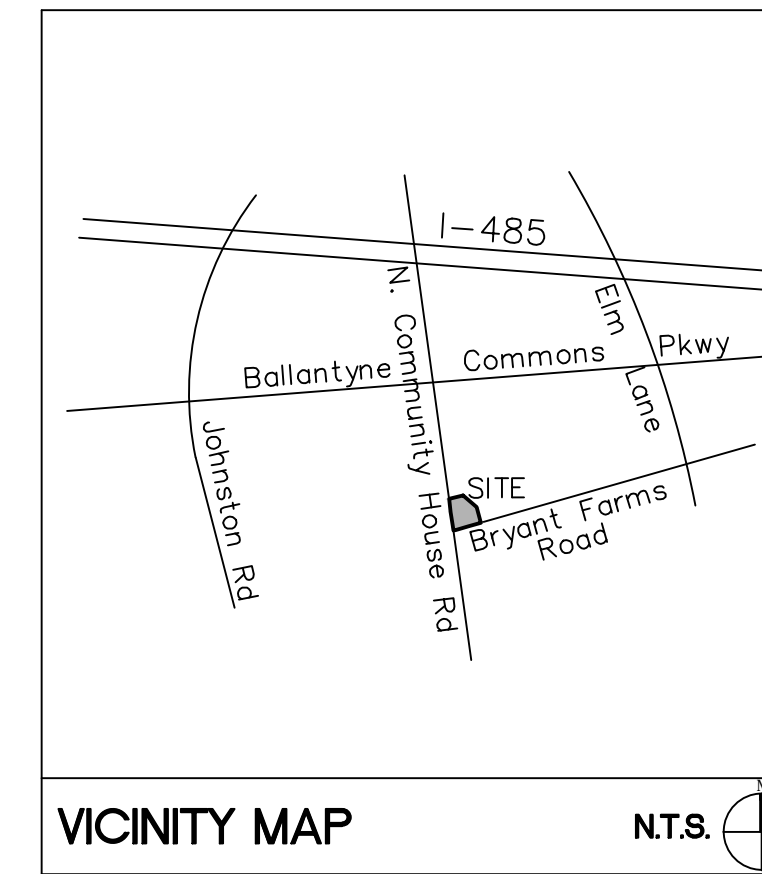 I-485
N. Community House Rd
Elm Lane
Ballantyne Commons Pkwy
Johnston Rd
SITE
Bryant Farms
Road
VICINITY MAP
N.T.S.
N